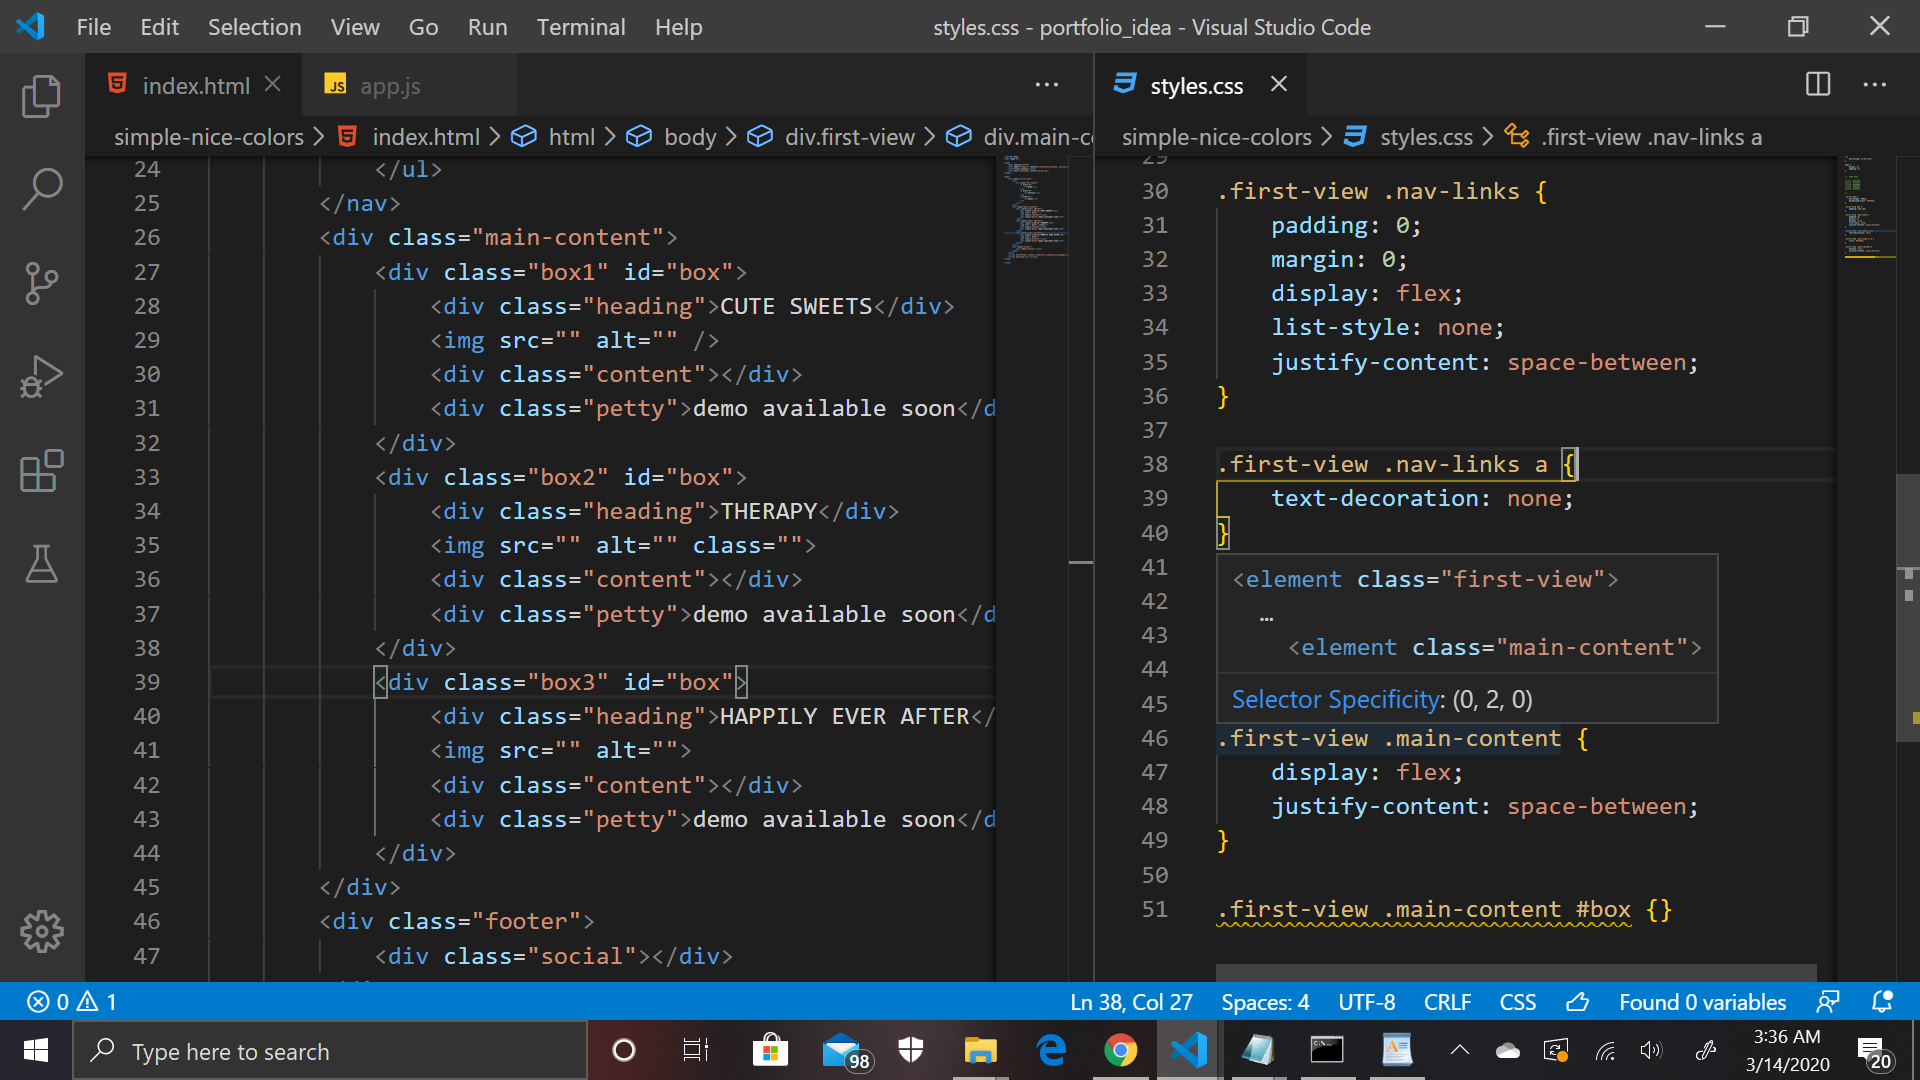 File Edit Selection View Go Run Terminal Help
styles.css - portfolio_idea - Visual Studio Code
index.html
JS app.js
simple-nice-colors > index.html > html > body > div.first-view > div.main-c
24 </ul>
25 </nav>
26 <div class="main-content">
27 <div class="box1" id="box">
28 <div class="heading">CUTE SWEETS</div>
29 <img src="" alt="" />
30 <div class="content"></div>
31 <div class="petty">demo available soon</d
32 </div>
33 <div class="box2" id="box">
34 <div class="heading">THERAPY</div>
35 <img src="" alt="" class="">
36 <div class="content"></div>
37 <div class="petty">demo available soon</d
38 </div>
39 <div class="box3" id="box">
40 <div class="heading">HAPPILY EVER AFTER</
41 <img src="" alt="">
42 <div class="content"></div>
43 <div class="petty">demo available soon</d
44 </div>
45 </div>
46 <div class="footer">
47 <div class="social"></div>
styles.css
simple-nice-colors > styles.css > .first-view .nav-links a
29
30 .first-view .nav-links {
31 padding: 0;
32 margin: 0;
33 display: flex;
34 list-style: none;
35 justify-content: space-between;
36 }
37
38 .first-view .nav-links a {
39 text-decoration: none;
40 }
41 <element class="first-view">
42 …
43 <element class="main-content">
44
45 Selector Specificity: (0, 2, 0)
46 .first-view .main-content {
47 display: flex;
48 justify-content: space-between;
49 }
50
51 .first-view .main-content #box {}
0 1
Ln 38, Col 27 Spaces: 4 UTF-8 CRLF CSS Found 0 variables
Type here to search
98
3:36 AM
3/14/2020
20